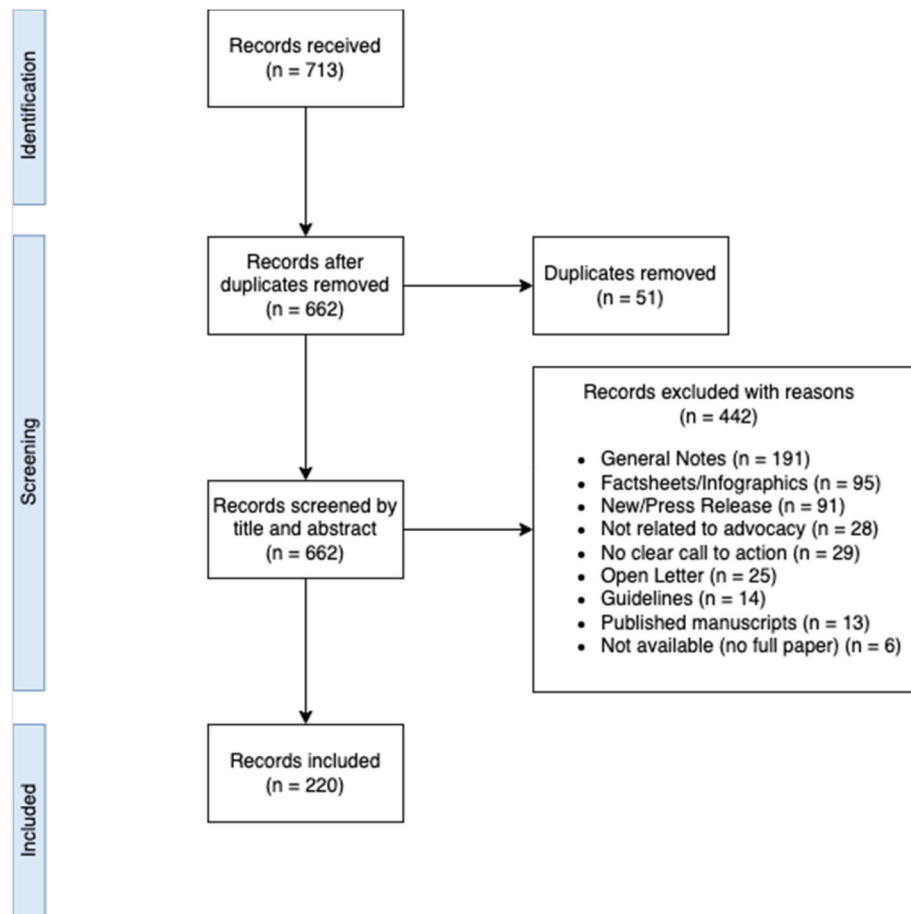 Identification
Records received
(n = 713)
Screening
Records after
duplicates removed
(n = 662)
Duplicates removed
(n = 51)
Records screened by
title and abstract
(n = 662)
Records excluded with reasons
(n = 442)
• General Notes (n = 191)
• Factsheets/Infographics (n = 95)
• New/Press Release (n = 91)
• Not related to advocacy (n = 28)
• No clear call to action (n = 29)
• Open Letter (n = 25)
• Guidelines (n = 14)
• Published manuscripts (n = 13)
• Not available (no full paper) (n = 6)
Included
Records included
(n = 220)